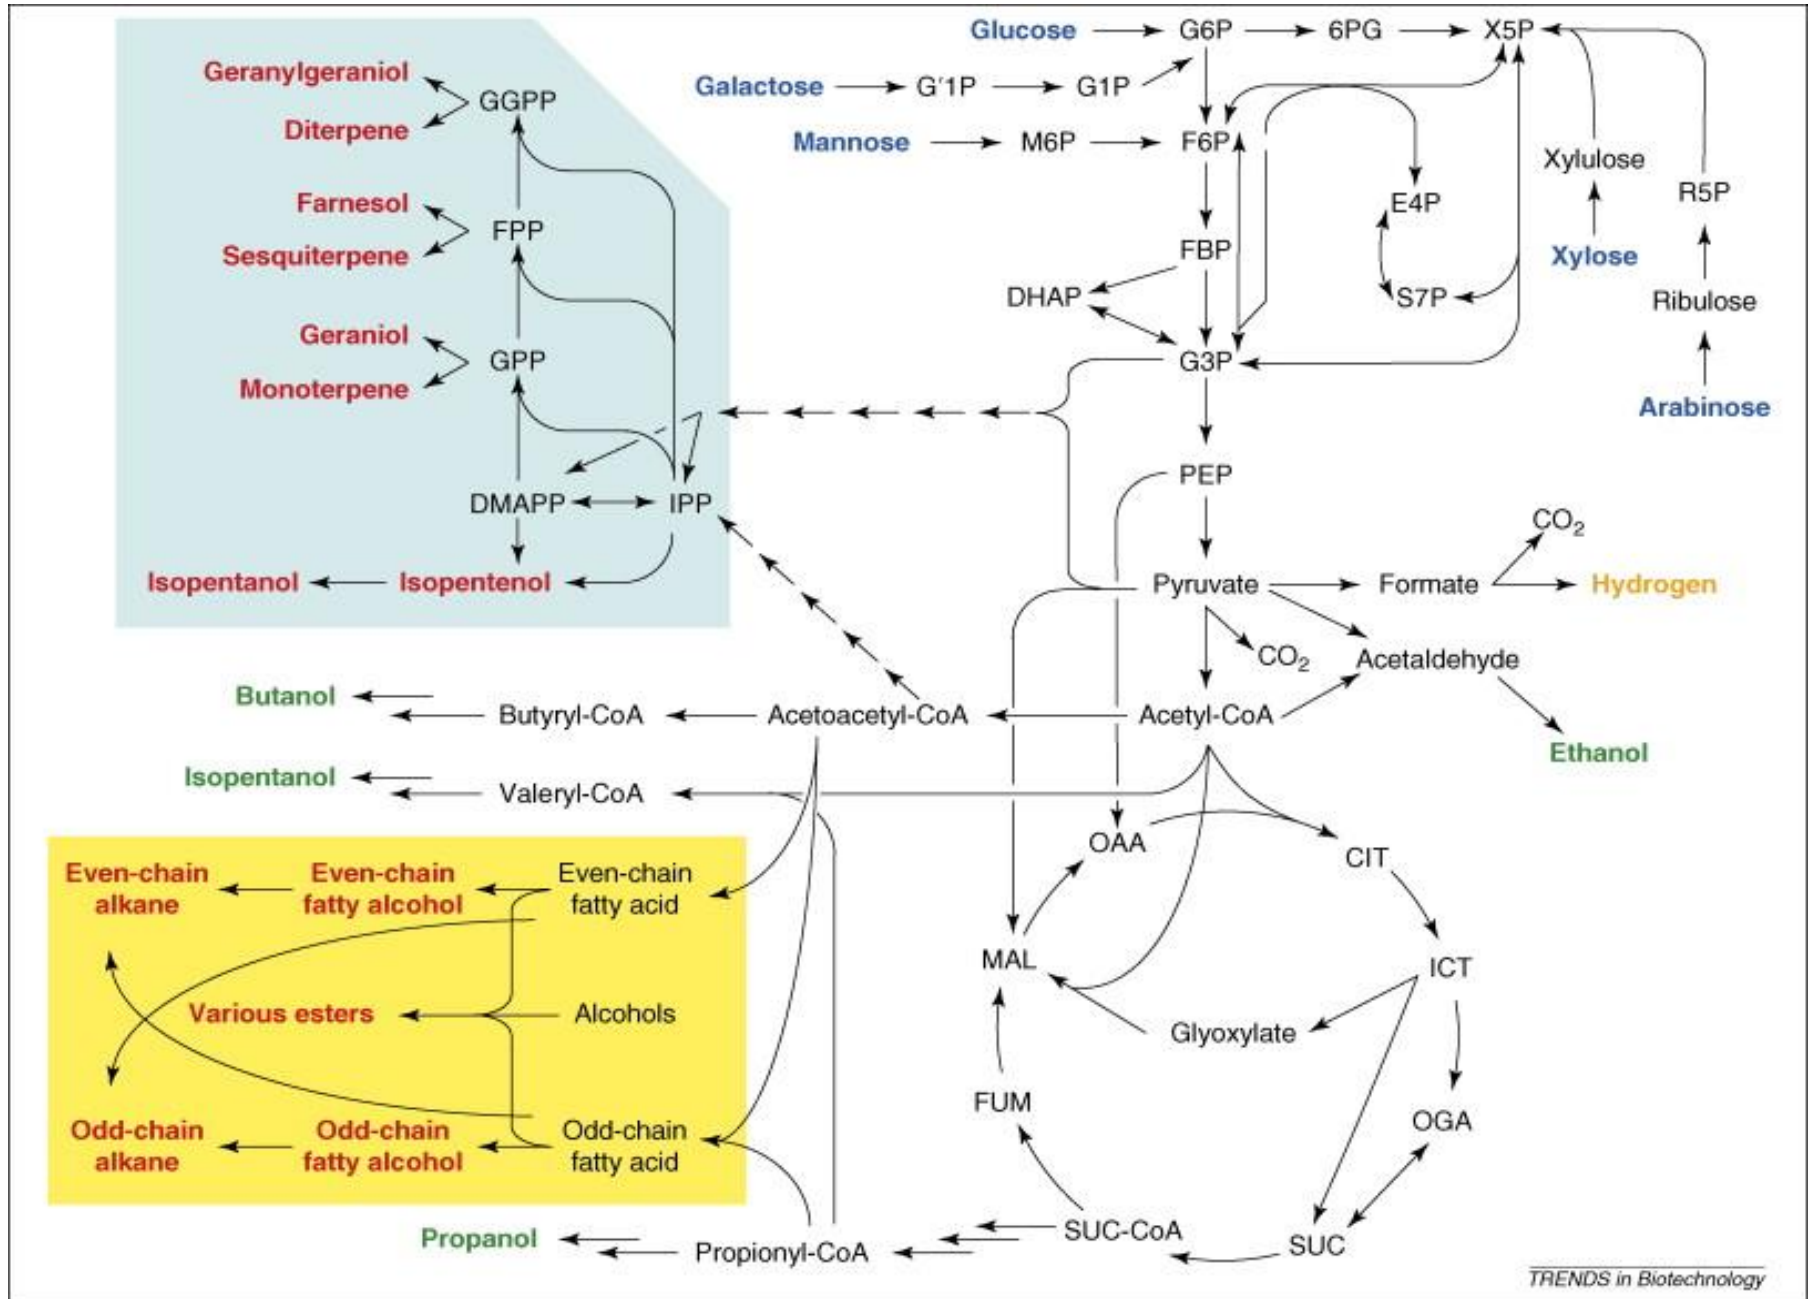 Glucose
G6P
6PG
X5P
Geranylgeraniol
GGPP
Galactose
G'1P
G1P
Diterpene
Mannose
M6P
F6P
Xylulose
R5P
Farnesol
FPP
E4P
Sesquiterpene
FBP
Xylose
DHAP
S7P
Ribulose
Geraniol
GPP
G3P
Monoterpene
Arabinose
PEP
DMAPP
IPP
CO2
Isopentanol
Isopentenol
Pyruvate
Formate
Hydrogen
CO2
Acetaldehyde
Butanol
Butyryl-CoA
Acetoacetyl-CoA
Acetyl-CoA
Ethanol
Isopentanol
Valeryl-CoA
OAA
CIT
Even-chain
alkane
Even-chain
fatty alcohol
Even-chain
fatty acid
MAL
ICT
Various esters
Alcohols
Glyoxylate
FUM
OGA
Odd-chain
alkane
Odd-chain
fatty alcohol
Odd-chain
fatty acid
Propanol
Propionyl-CoA
SUC-CoA
SUC
TRENDS in Biotechnology